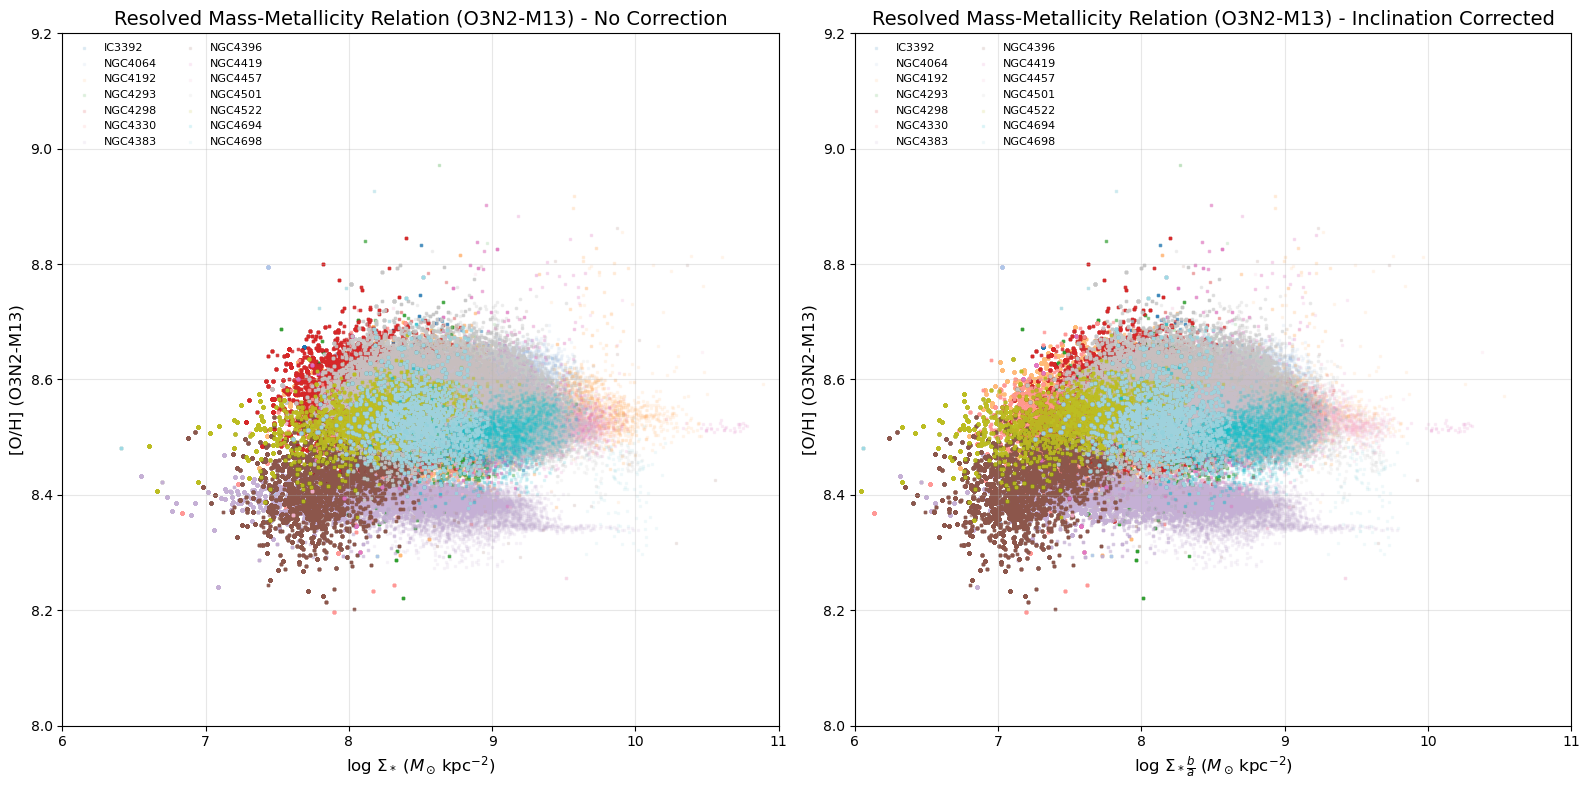 Resolved Mass-Metallicity Relation (O3N2-M13) - No Correction
9.2
9.0
8.8
8.6
8.4
8.2
8.0
[O/H] (O3N2-M13)
IC3392
NGC4064
NGC4192
NGC4293
NGC4298
NGC4330
NGC4383
NGC4396
NGC4419
NGC4457
NGC4501
NGC4522
NGC4694
NGC4698
6 7 8 9 10 11
log Σ* (M⊙ kpc⁻²)
Resolved Mass-Metallicity Relation (O3N2-M13) - Inclination Corrected
9.2
9.0
8.8
8.6
8.4
8.2
8.0
[O/H] (O3N2-M13)
IC3392
NGC4064
NGC4192
NGC4293
NGC4298
NGC4330
NGC4383
NGC4396
NGC4419
NGC4457
NGC4501
NGC4522
NGC4694
NGC4698
6 7 8 9 10 11
log Σ* b/a (M⊙ kpc⁻²)